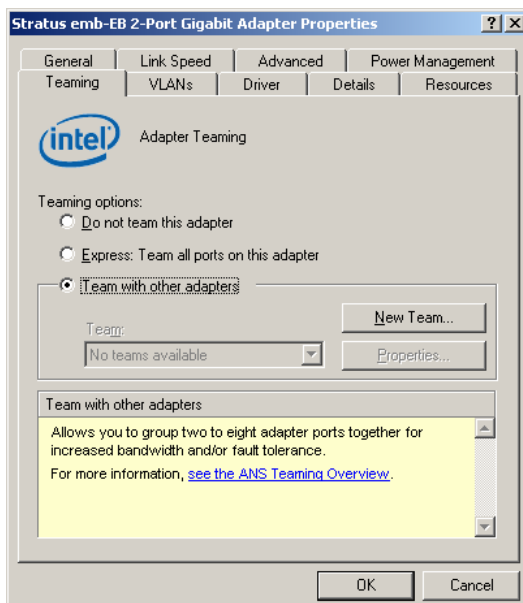 Stratus emb-EB 2-Port Gigabit Adapter Properties
General Link Speed Advanced Power Management
Teaming VLANs Driver Details Resources
intel Adapter Teaming
Teaming options:
Do not team this adapter
Express: Team all ports on this adapter
Team with other adapters
New Team...
Team:
No teams available Properties...
Team with other adapters
Allows you to group two to eight adapter ports together for
increased bandwidth and/or fault tolerance.
For more information, see the ANS Teaming Overview.
OK Cancel